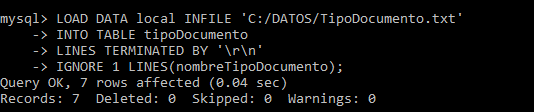 mysql> LOAD DATA local INFILE 'C:/DATOS/TipoDocumento.txt'
    -> INTO TABLE tipoDocumento
    -> LINES TERMINATED BY '\r\n'
    -> IGNORE 1 LINES(nombreTipoDocumento);
Query OK, 7 rows affected (0.04 sec)
Records: 7  Deleted: 0  Skipped: 0  Warnings: 0